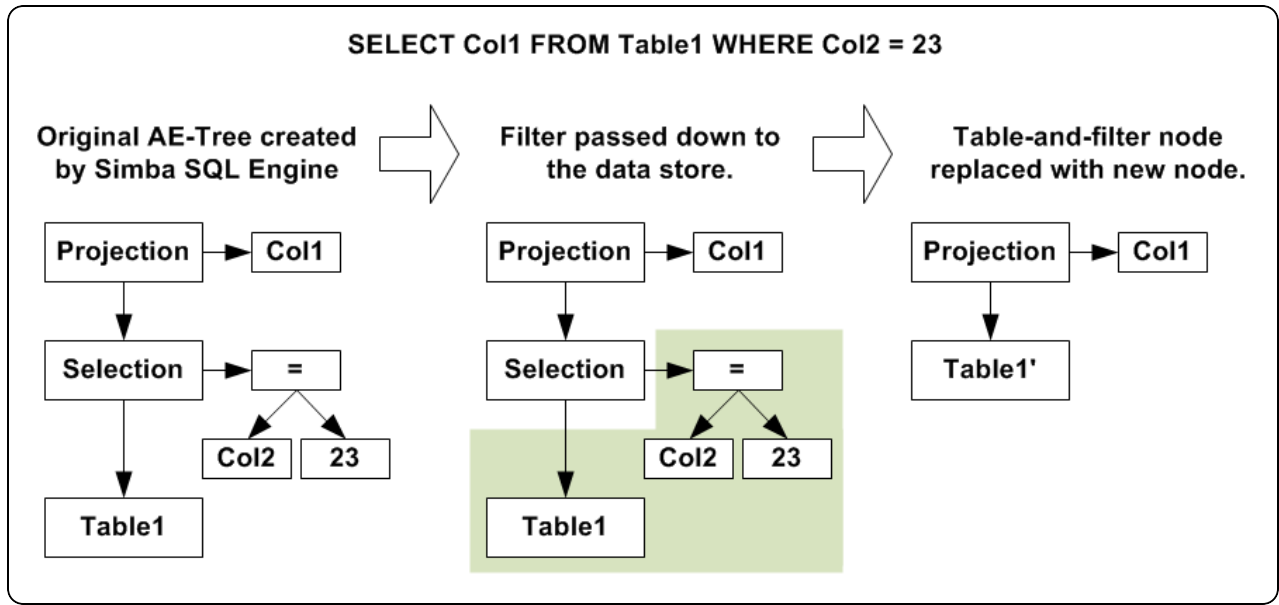 SELECT Col1 FROM Table1 WHERE Col2 = 23
Original AE-Tree created
by Simba SQL Engine
Filter passed down to
the data store.
Table-and-filter node
replaced with new node.
Projection
Col1
Selection
=
Col2
23
Table1
Projection
Col1
Selection
=
Col2
23
Table1
Projection
Col1
Table1'